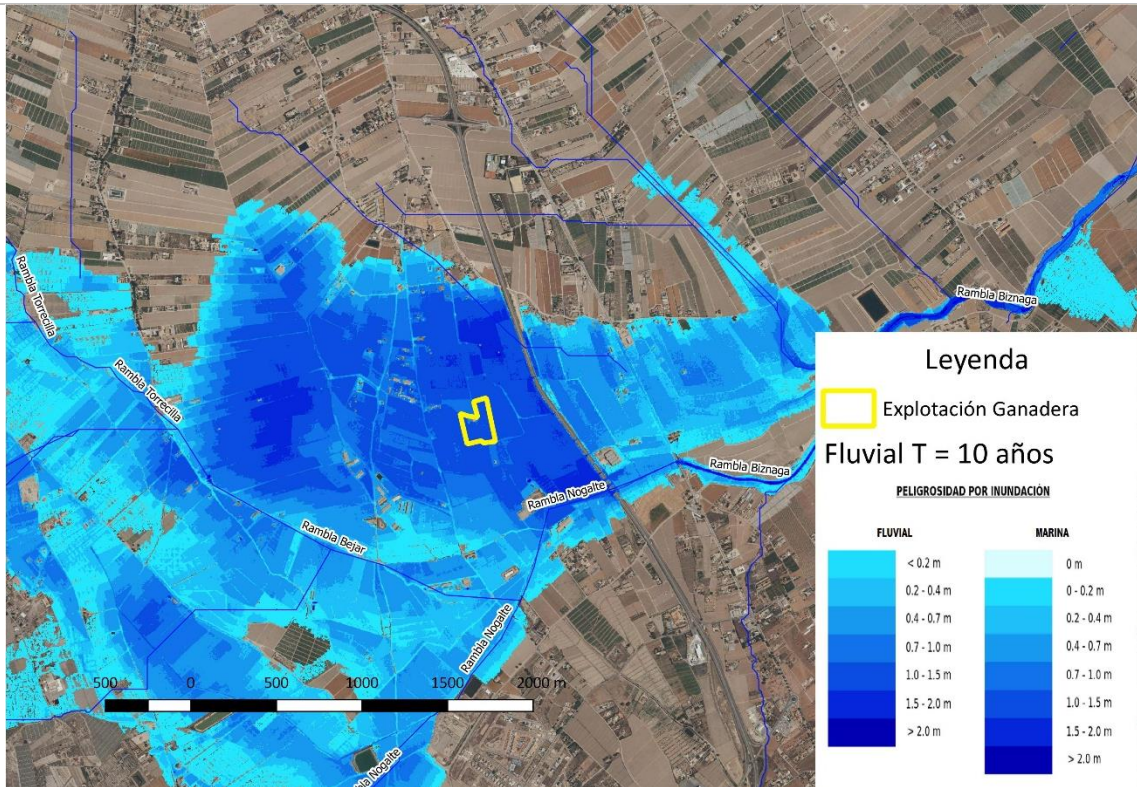 Rambla Torrecilla
Rambla Torrecilla
Rambla Bejar
Rambla Nogalte
Rambla Biznaga
Rambla Biznaga
Rambla Nogalte
Rambla Nogalte
500 0 500 1000 1500 2000 m
Leyenda
Explotación Ganadera
Fluvial T = 10 años
PELIGROSIDAD POR INUNDACIÓN
FLUVIAL
< 0.2 m
0.2 - 0.4 m
0.4 - 0.7 m
0.7 - 1.0 m
1.0 - 1.5 m
1.5 - 2.0 m
> 2.0 m
MARINA
0 m
0 - 0.2 m
0.2 - 0.4 m
0.4 - 0.7 m
0.7 - 1.0 m
1.0 - 1.5 m
1.5 - 2.0 m
> 2.0 m